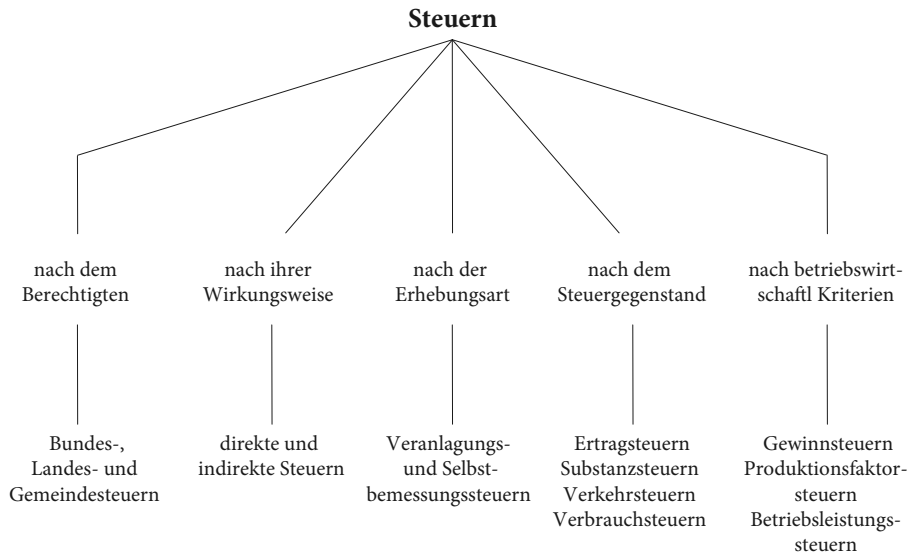 Steuern
nach dem
Berechtigten
nach ihrer
Wirkungsweise
nach der
Erhebungsart
nach dem
Steuergegenstand
nach betriebswirt-
schaftl Kriterien
Bundes-,
Landes- und
Gemeindesteuern
direkte und
indirekte Steuern
Veranlagungs-
und Selbst-
bemessungssteuern
Ertragsteuern
Substanzsteuern
Verkehrsteuern
Verbrauchsteuern
Gewinnsteuern
Produktionsfaktor-
steuern
Betriebsleistungs-
steuern